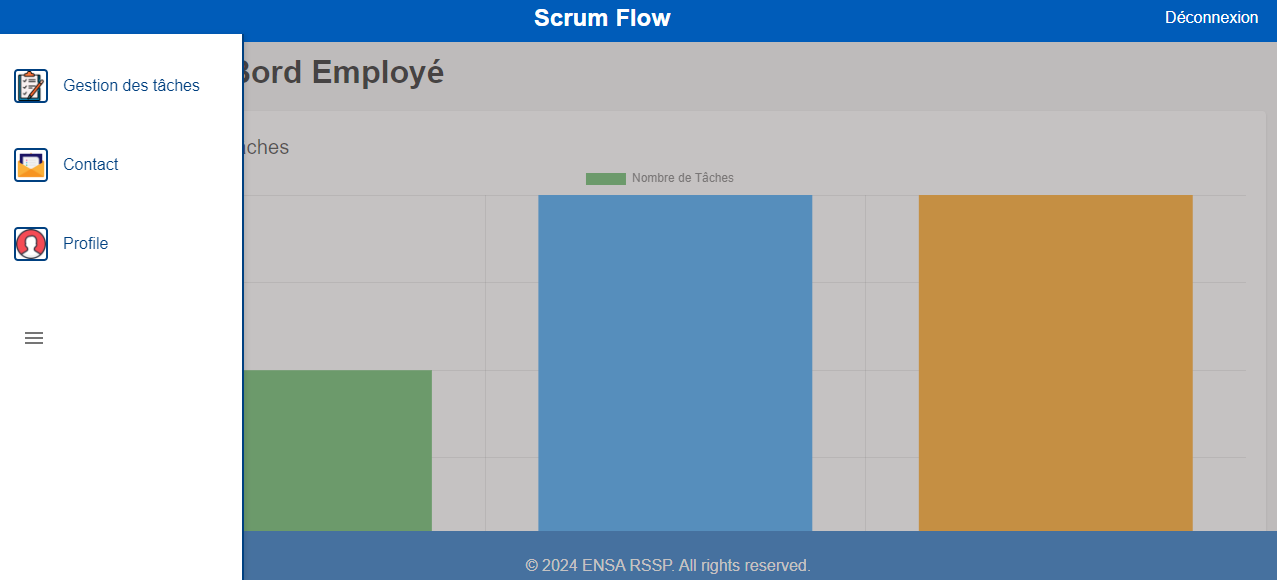 Scrum Flow
Déconnexion
Bord Employé
Gestion des tâches
Contact
Profile
Nombre de Tâches
© 2024 ENSA RSSP. All rights reserved.